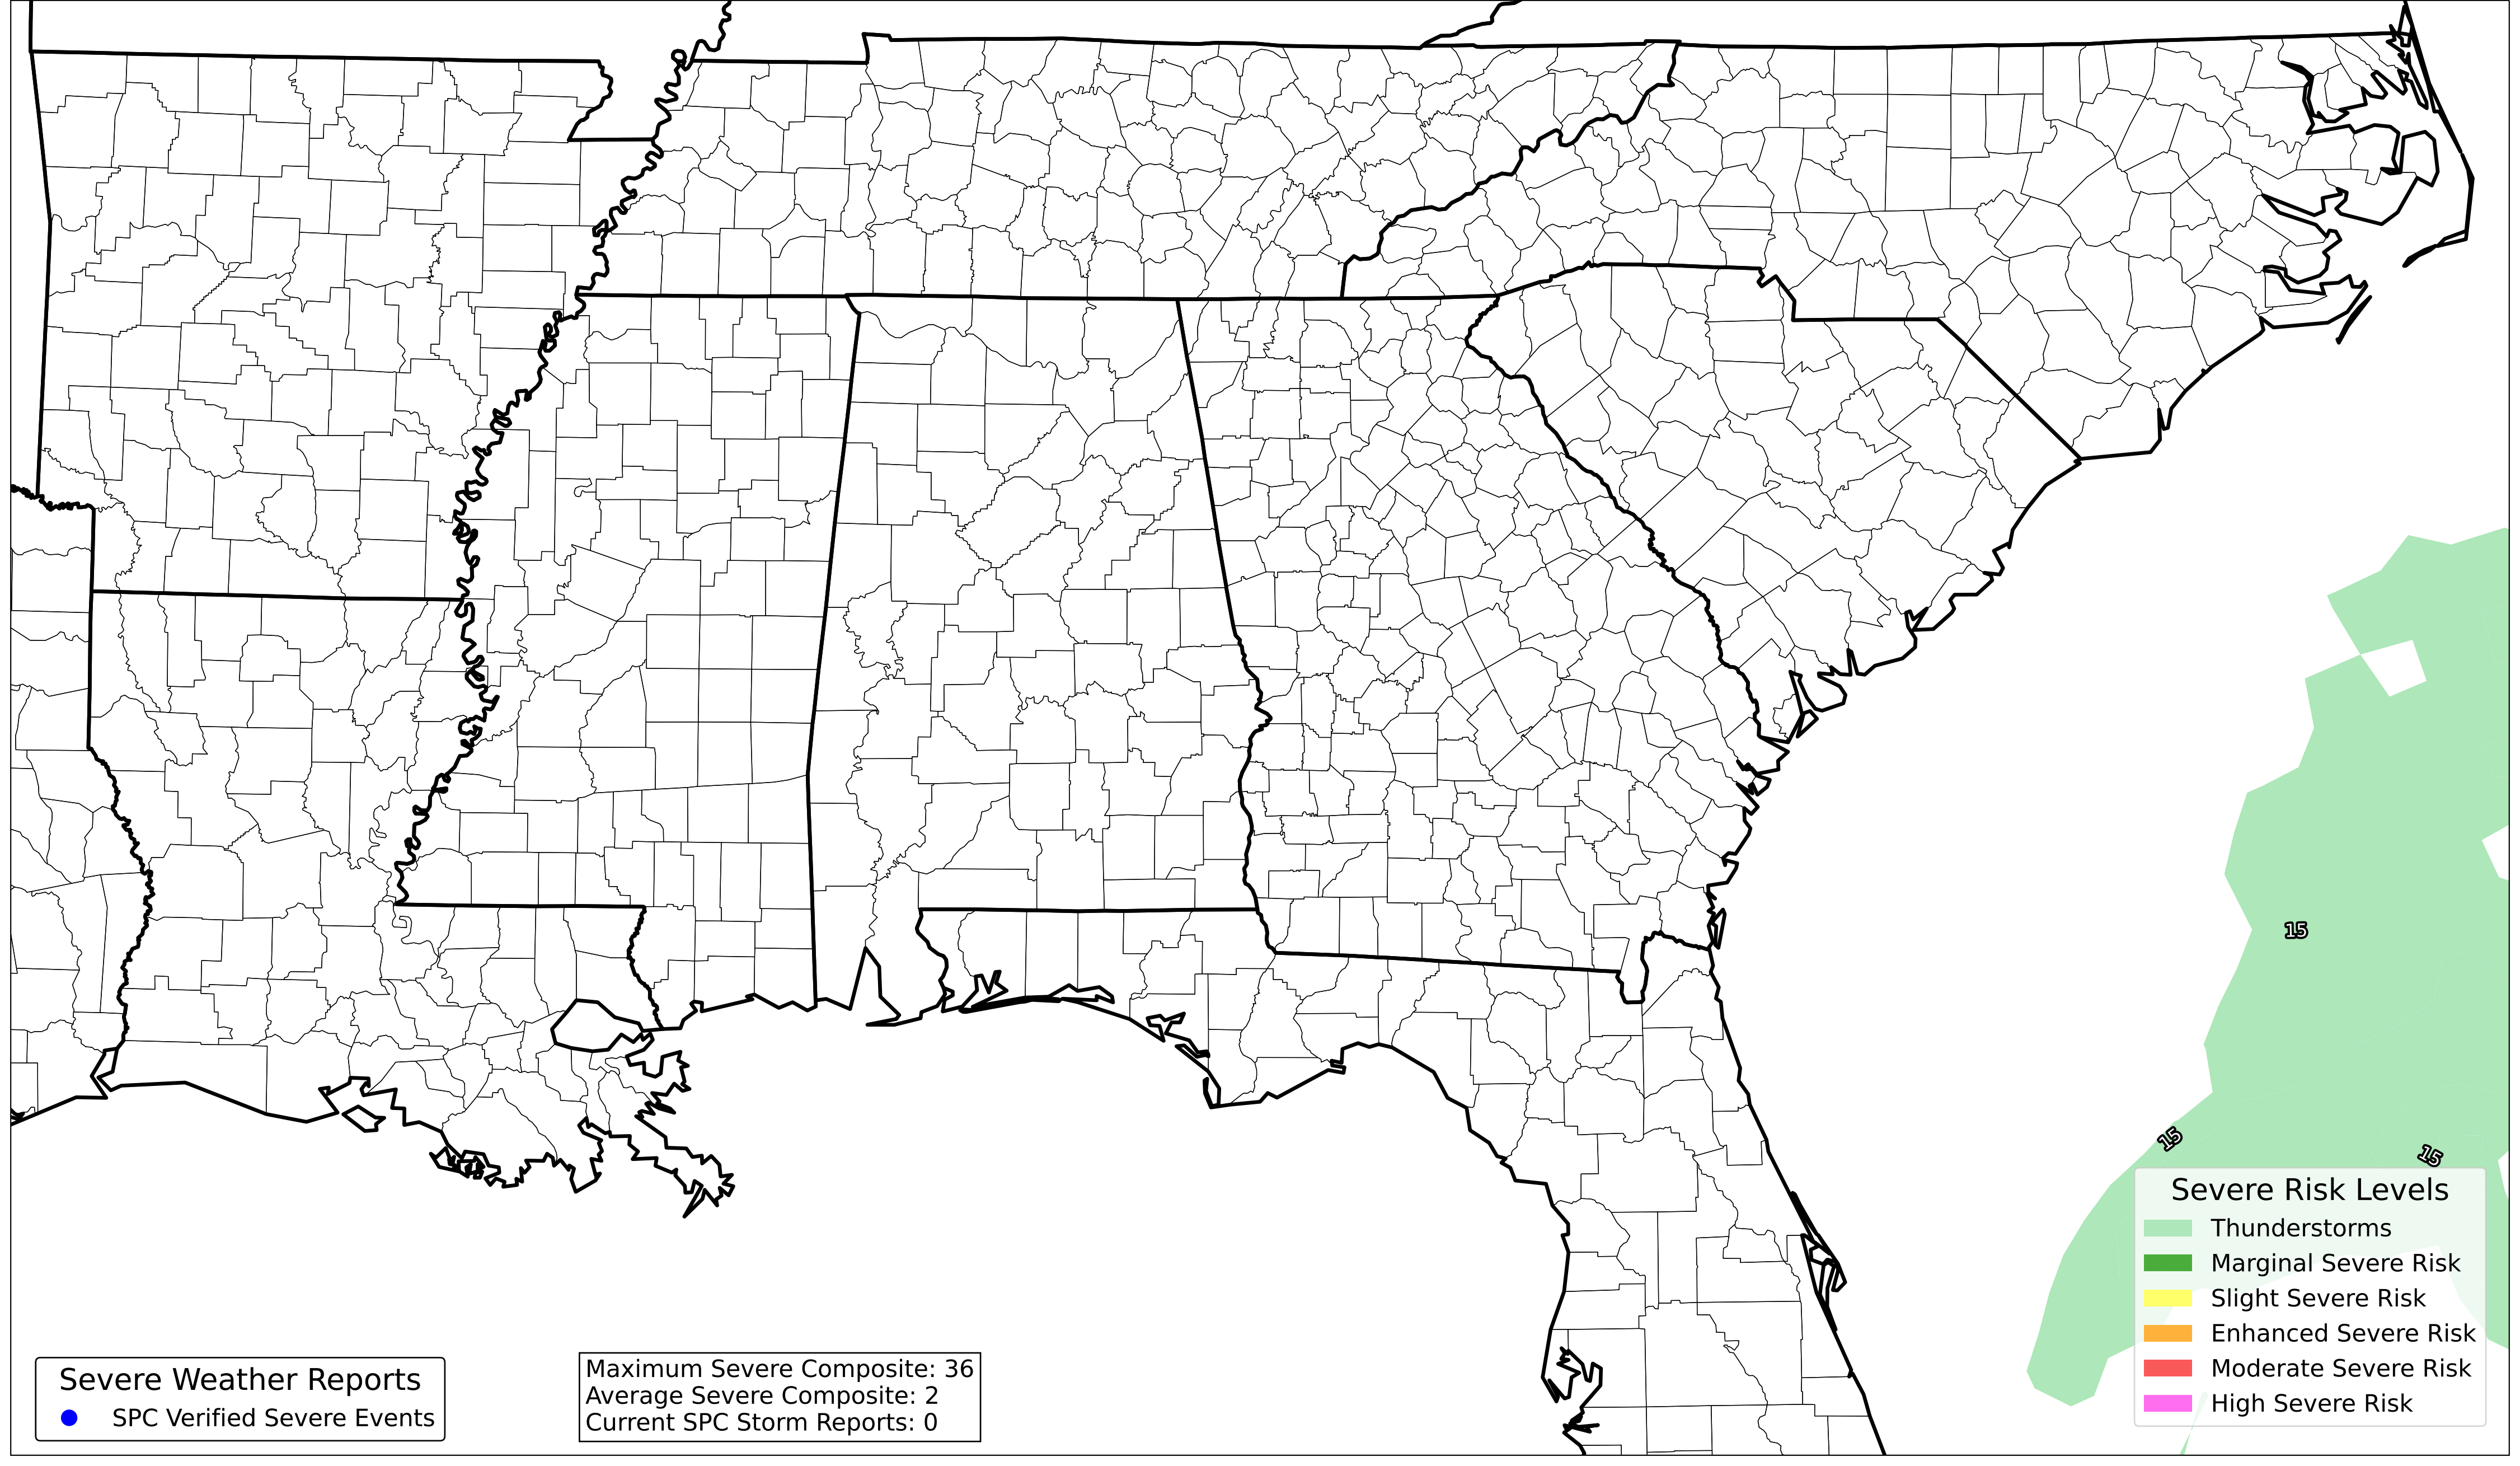 15
15
15
Severe Risk Levels
Thunderstorms
Marginal Severe Risk
Slight Severe Risk
Enhanced Severe Risk
Moderate Severe Risk
High Severe Risk
Severe Weather Reports
SPC Verified Severe Events
Maximum Severe Composite: 36
Average Severe Composite: 2
Current SPC Storm Reports: 0